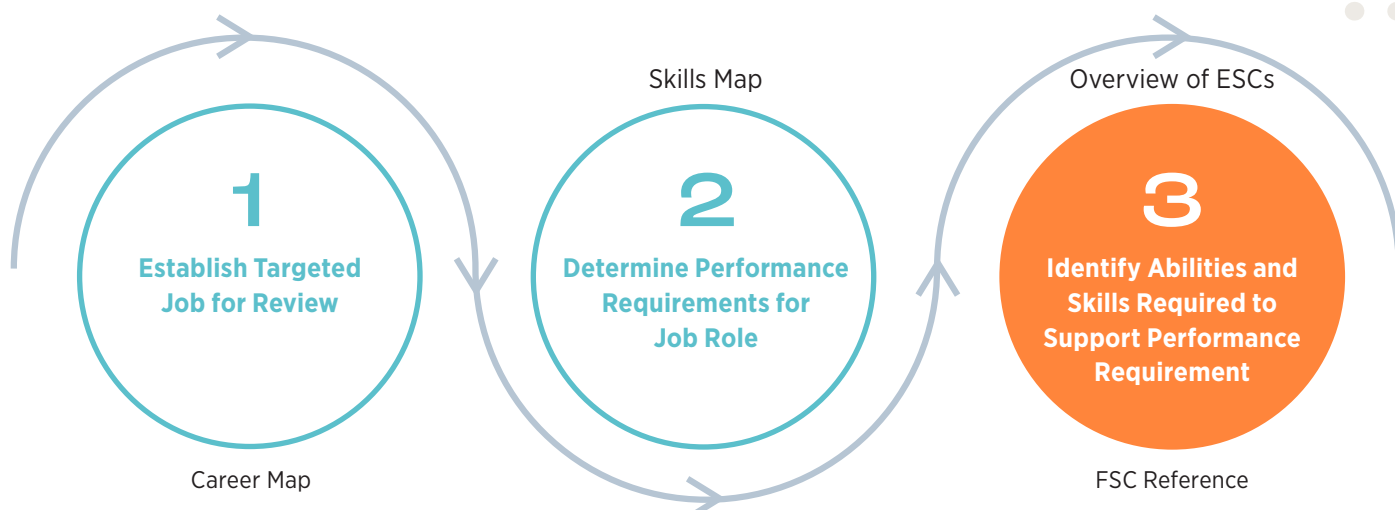 1
Establish Targeted
Job for Review
Career Map
Skills Map
2
Determine Performance
Requirements for
Job Role
Overview of ESCs
3
Identify Abilities and
Skills Required to
Support Performance
Requirement
FSC Reference